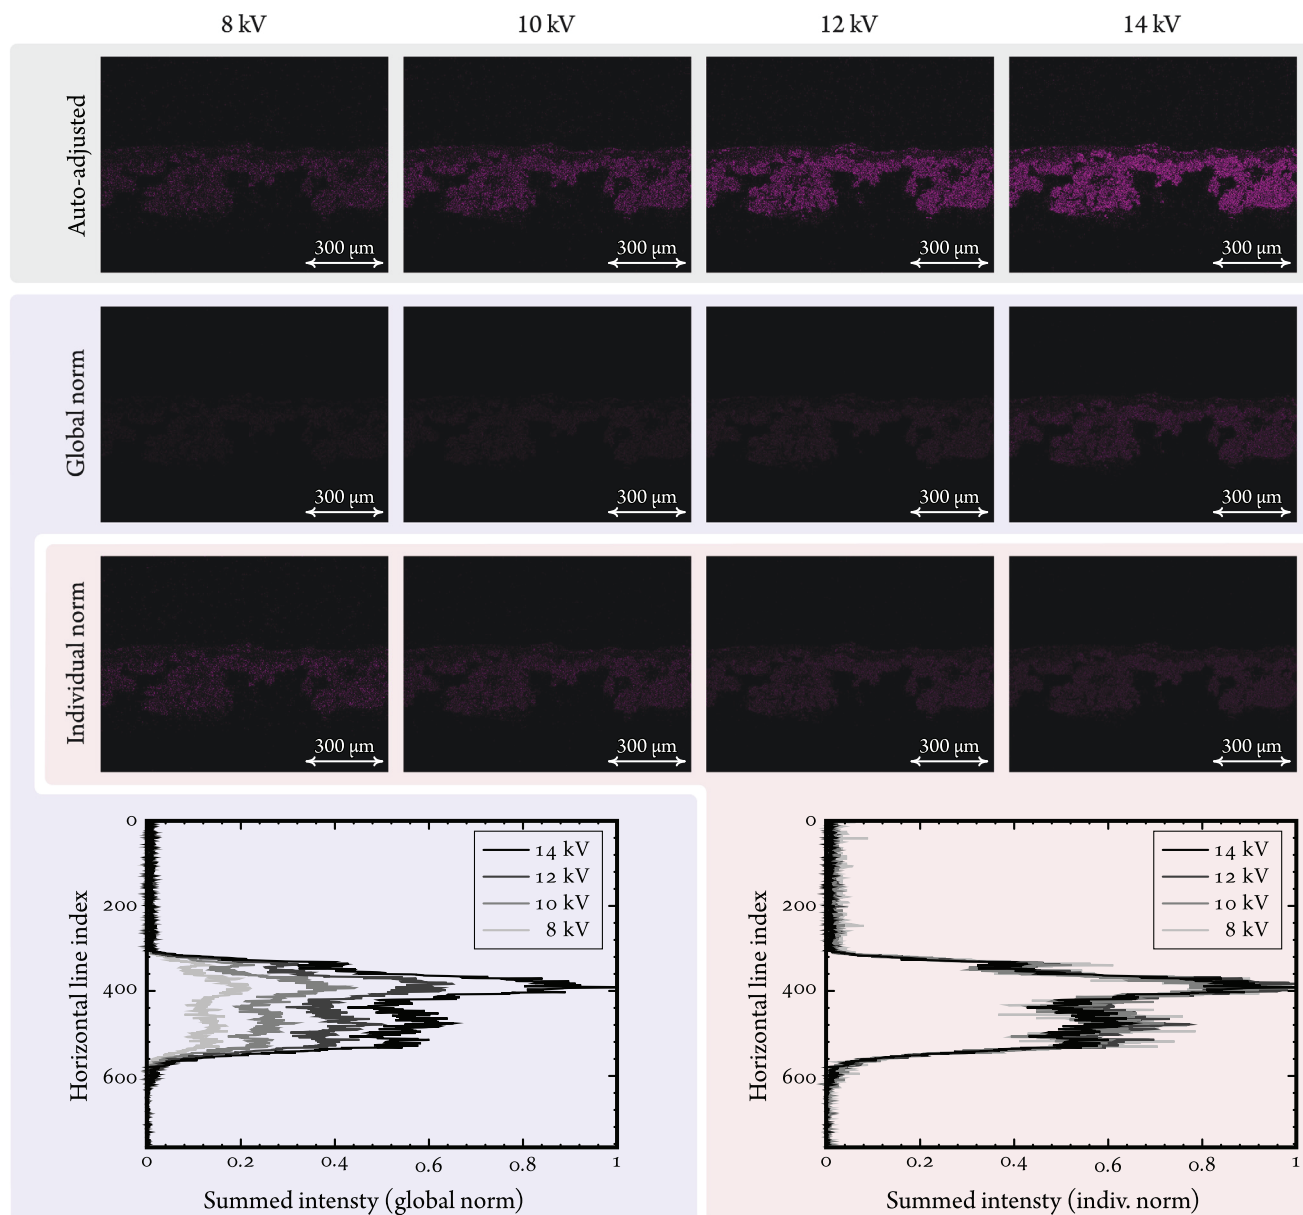 8 kV 10 kV 12 kV 14 kV
Auto-adjusted
300 µm 300 µm 300 µm 300 µm
Global norm
300 µm 300 µm 300 µm 300 µm
Individual norm
300 µm 300 µm 300 µm 300 µm
Horizontal line index
0
200
400
600
14 kV
12 kV
10 kV
8 kV
0 0.2 0.4 0.6 0.8 1
Summed intensty (global norm)
Horizontal line index
0
200
400
600
14 kV
12 kV
10 kV
8 kV
0 0.2 0.4 0.6 0.8 1
Summed intensty (indiv. norm)